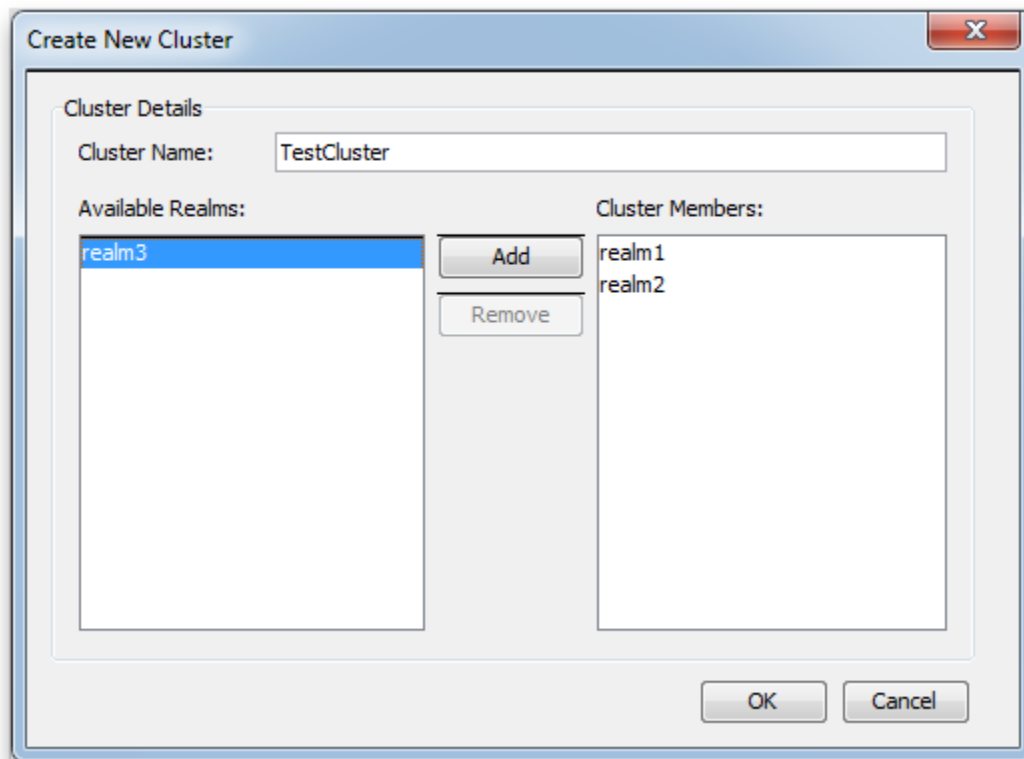 Create New Cluster
Cluster Details
Cluster Name: TestCluster
Available Realms: Cluster Members:
realm3 Add realm1
realm2
Remove
OK Cancel